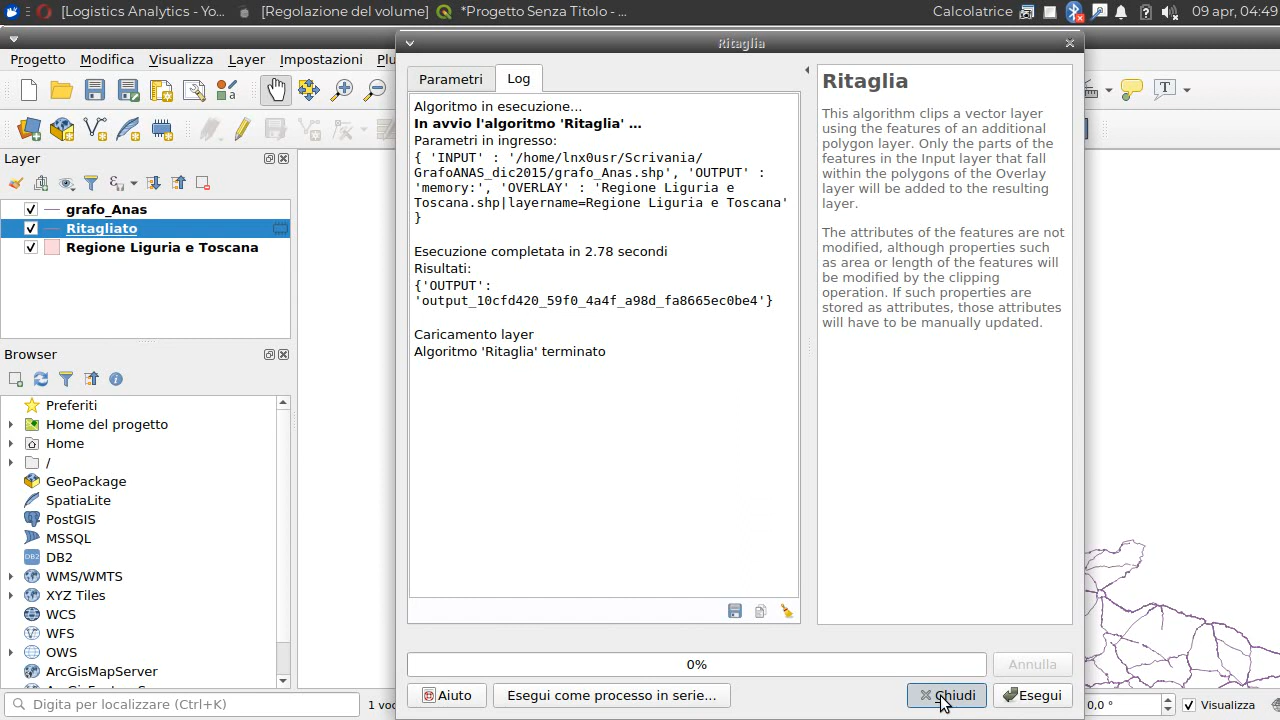 [Logistics Analytics - Yo...
[Regolazione del volume]
*Progetto Senza Titolo - ...
Calcolatrice
09 apr, 04:49
Ritaglia
Progetto Modifica Visualizza Layer Impostazioni Plu
Layer
grafo_Anas
Ritagliato
Regione Liguria e Toscana
Browser
Preferiti
Home del progetto
Home
/
GeoPackage
SpatiaLite
PostGIS
MSSQL
DB2
WMS/WMTS
XYZ Tiles
WCS
WFS
OWS
ArcGisMapServer
Digita per localizzare (Ctrl+K)
1 voc
Parametri Log
Algoritmo in esecuzione...
In avvio l'algoritmo 'Ritaglia' ...
Parametri in ingresso:
{ 'INPUT' : '/home/lnx0usr/Scrivania/
GrafoANAS_dic2015/grafo_Anas.shp', 'OUTPUT' :
'memory:', 'OVERLAY' : 'Regione Liguria e
Toscana.shp|layername=Regione Liguria e Toscana'
}
Esecuzione completata in 2.78 secondi
Risultati:
{'OUTPUT':
'output_10cfd420_59f0_4a4f_a98d_fa8665ec0be4'}
Caricamento layer
Algoritmo 'Ritaglia' terminato
Ritaglia
This algorithm clips a vector layer
using the features of an additional
polygon layer. Only the parts of the
features in the Input layer that fall
within the polygons of the Overlay
layer will be added to the resulting
layer.
The attributes of the features are not
modified, although properties such
as area or length of the features will
be modified by the clipping
operation. If such properties are
stored as attributes, those attributes
will have to be manually updated.
0%
Annulla
Aiuto
Esegui come processo in serie...
Chiudi
Esegui
0,0 °
Visualizza